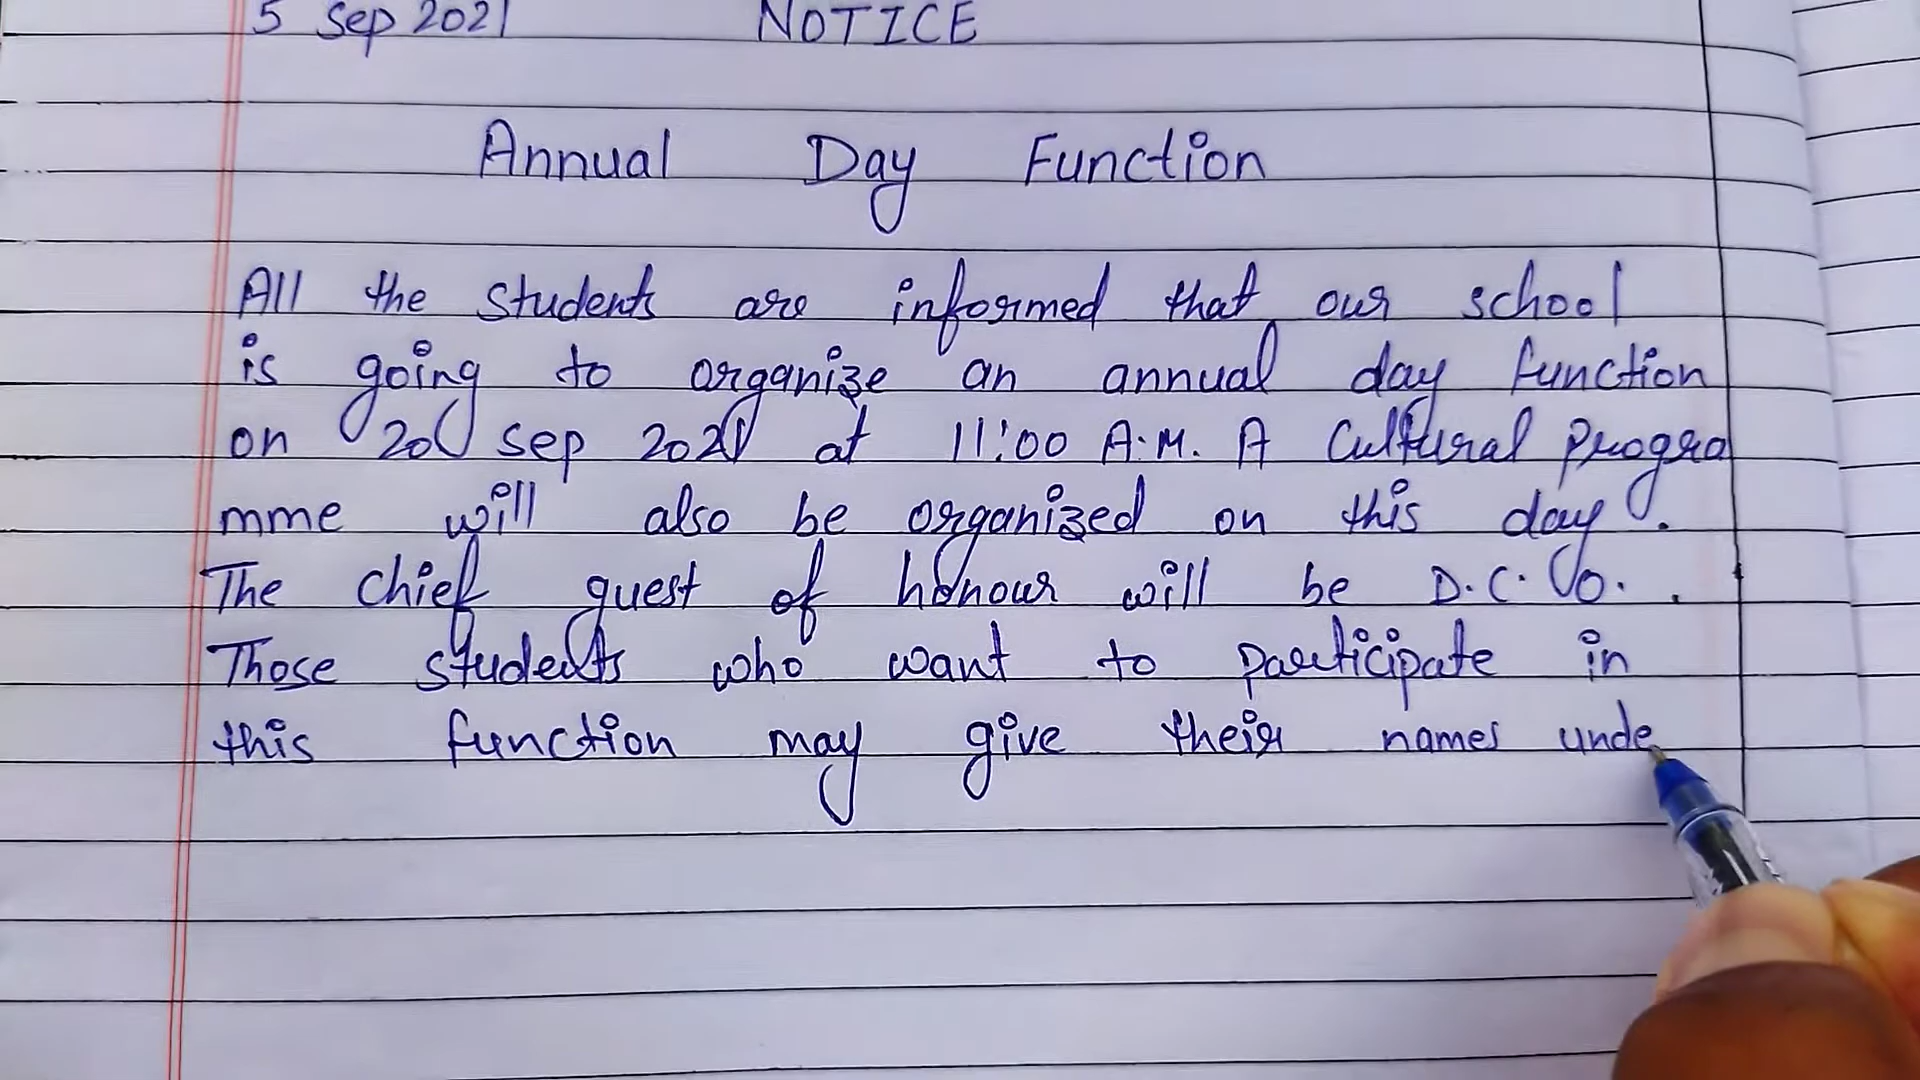 5 Sep 2021 NOTICE
Annual Day Function
All the students are informed that our school
is going to organize an annual day function
on 20 Sep 2021 at 11:00 A.M. A Cultural progra
mme will also be organized on this day.
The chief guest of honour will be D.C.O. .
Those students who want to participate in
this function may give their names unde